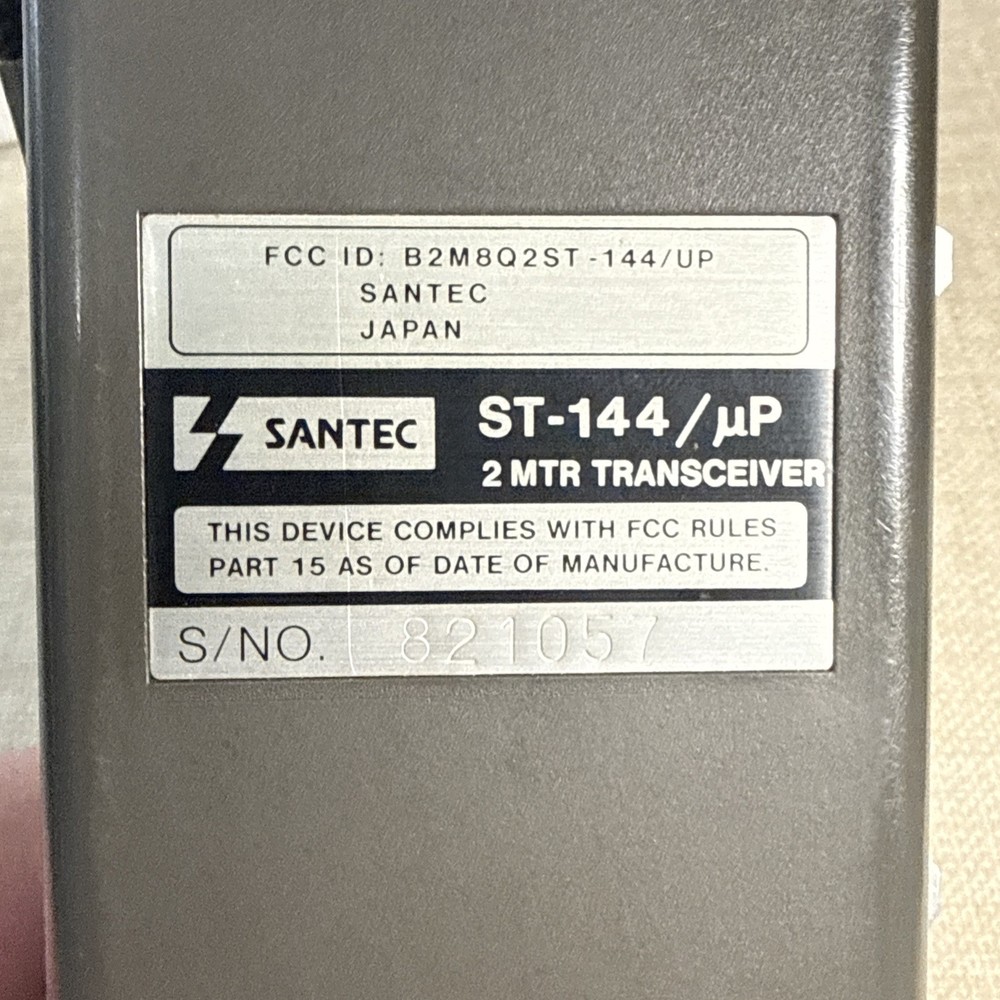 FCC ID: B2M8Q2ST-144/UP
SANTEC
JAPAN
SANTEC
ST-144/µP
2 MTR TRANSCEIVER
THIS DEVICE COMPLIES WITH FCC RULES
PART 15 AS OF DATE OF MANUFACTURE.
S/NO. 821057